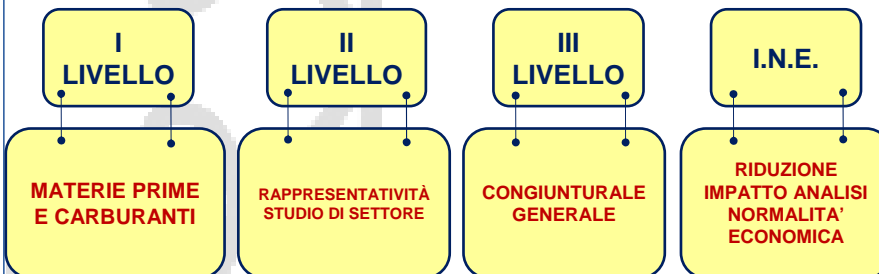 I
LIVELLO
II
LIVELLO
III
LIVELLO
I.N.E.
MATERIE PRIME
E CARBURANTI
RAPPRESENTATIVITÀ
STUDIO DI SETTORE
CONGIUNTURALE
GENERALE
RIDUZIONE
IMPATTO ANALISI
NORMALITA’
ECONOMICA